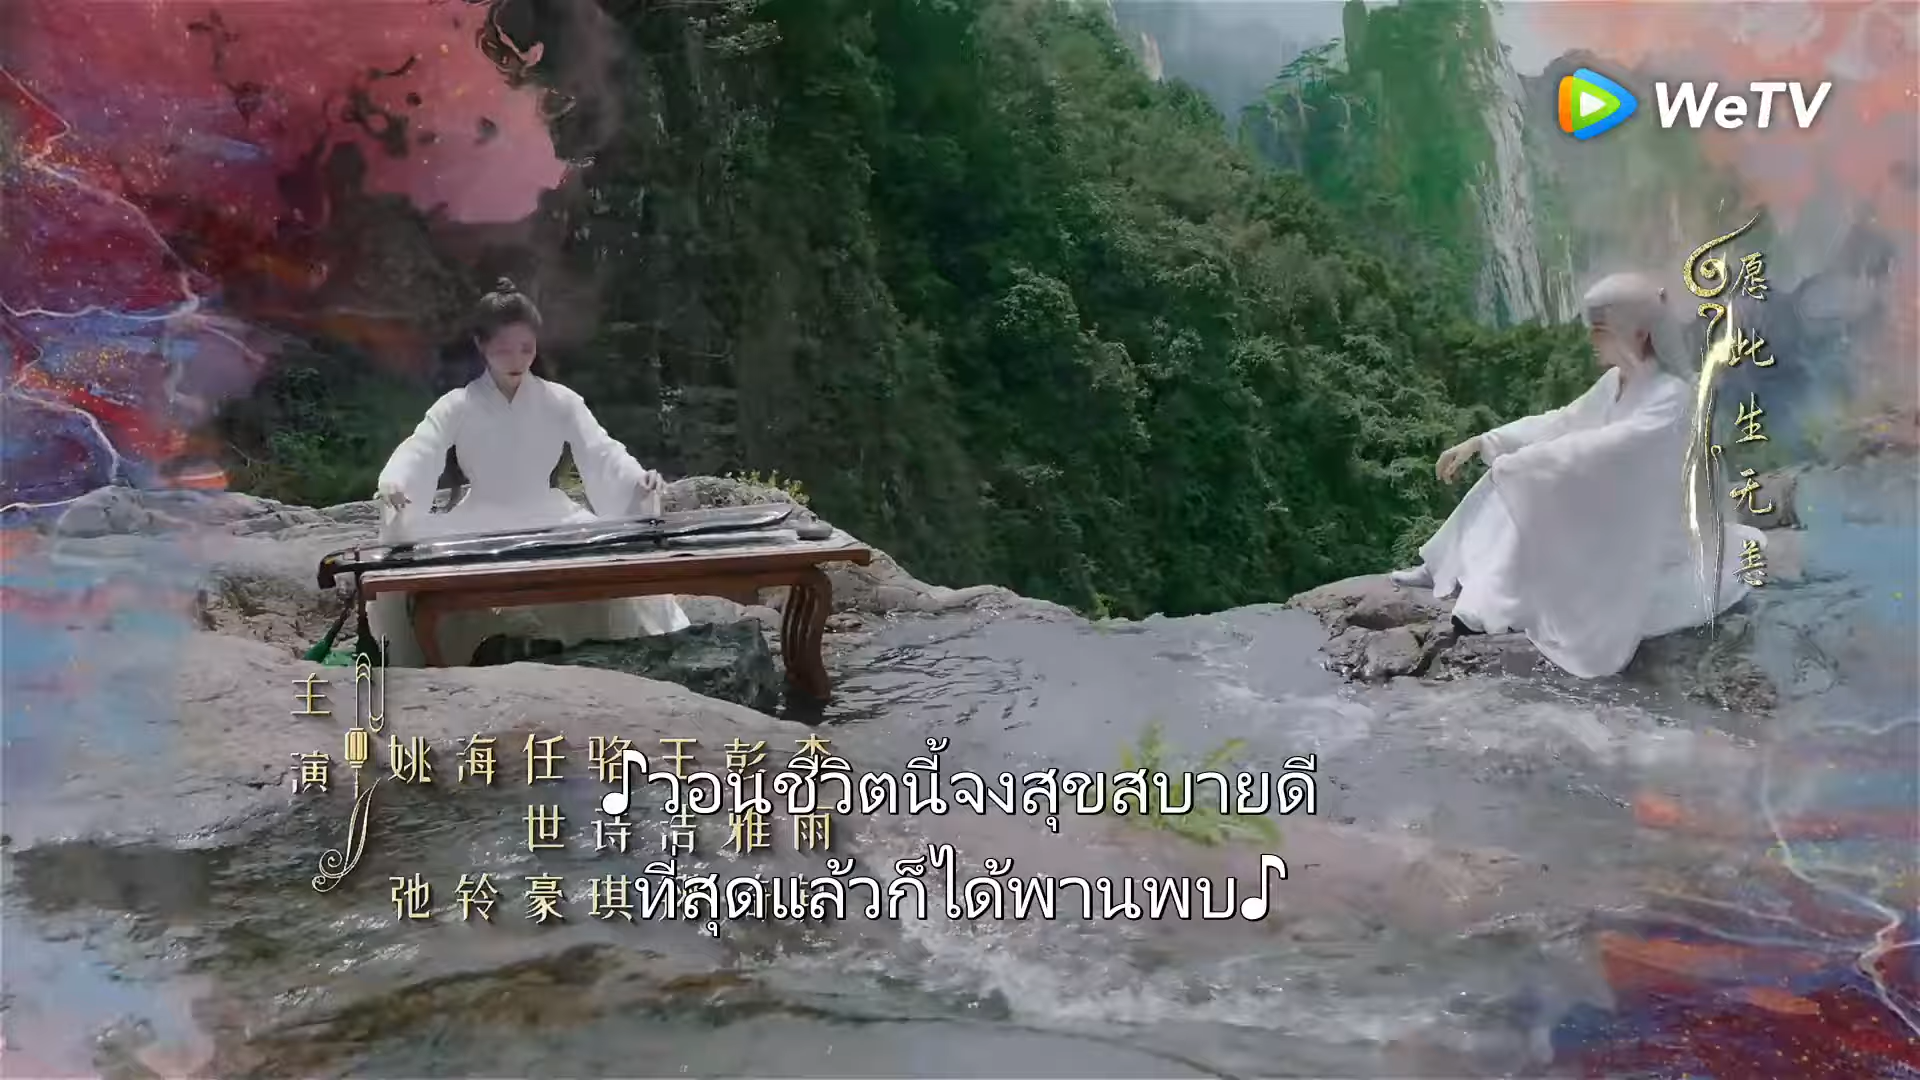 WeTV
愿此生无恙
主演
姚 海 任 骆 王 彭 李
世 诗 洁 雅 雨
弛 铃 豪 琪
♪วอนชีวิตนี้จงสุขสบายดี
ที่สุดแล้วก็ได้พานพบ♪